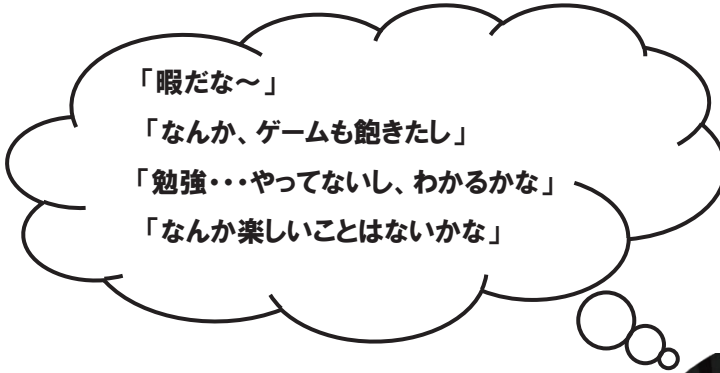 「暇だな～」
「なんか、ゲームも飽きたし」
「勉強・・・やってないし、わかるかな」
「なんか楽しいことはないかな」